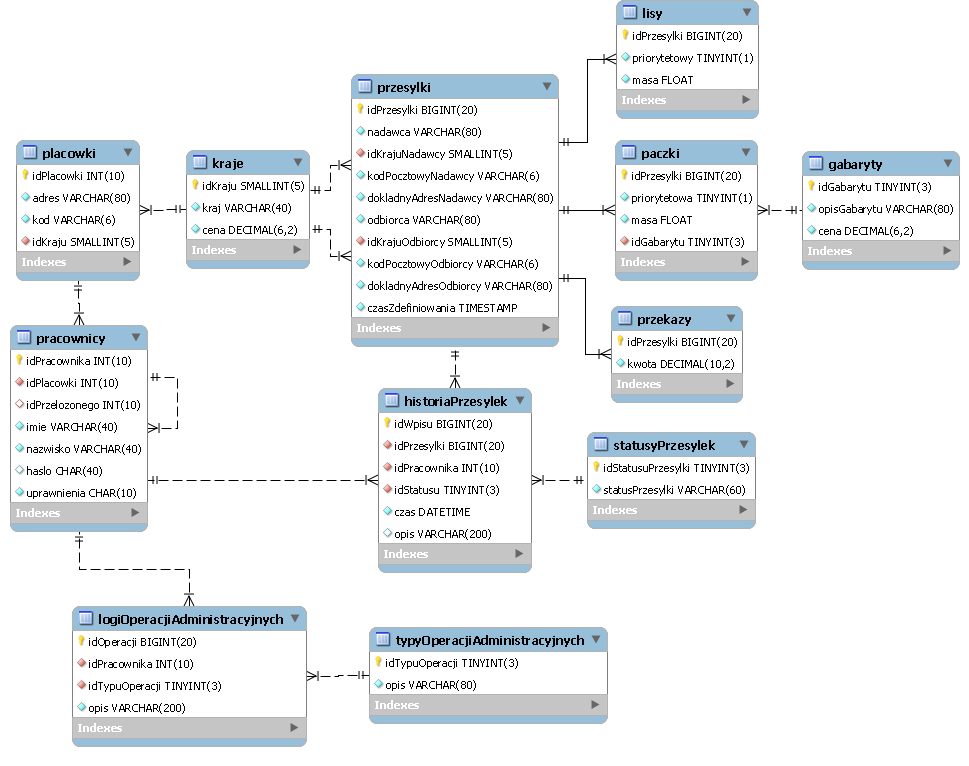 lisy
idPrzesylki BIGINT(20)
priorytetowy TINYINT(1)
masa FLOAT
Indexes
przesylki
idPrzesylki BIGINT(20)
nadawca VARCHAR(80)
idKrajuNadawcy SMALLINT(5)
kodPocztowyNadawcy VARCHAR(6)
dokladnyAdresNadawcy VARCHAR(80)
odbiorca VARCHAR(80)
idKrajuOdbiorcy SMALLINT(5)
kodPocztowyOdbiorcy VARCHAR(6)
dokladnyAdresOdbiorcy VARCHAR(80)
czasZdefiniowania TIMESTAMP
Indexes
placowki
idPlacowki INT(10)
adres VARCHAR(80)
kod VARCHAR(6)
idKraju SMALLINT(5)
Indexes
kraje
idKraju SMALLINT(5)
kraj VARCHAR(40)
cena DECIMAL(6,2)
Indexes
paczki
idPrzesylki BIGINT(20)
priorytetowa TINYINT(1)
masa FLOAT
idGabarytu TINYINT(3)
Indexes
gabaryty
idGabarytu TINYINT(3)
opisGabarytu VARCHAR(80)
cena DECIMAL(6,2)
Indexes
przekazy
idPrzesylki BIGINT(20)
kwota DECIMAL(10,2)
Indexes
pracownicy
idPracownika INT(10)
idPlacowki INT(10)
idPrzelozonego INT(10)
imie VARCHAR(40)
nazwisko VARCHAR(40)
haslo CHAR(40)
uprawnienia CHAR(10)
Indexes
historiaPrzesylek
idWpisu BIGINT(20)
idPrzesylki BIGINT(20)
idPracownika INT(10)
idStatusu TINYINT(3)
czas DATETIME
opis VARCHAR(200)
Indexes
statusyPrzesylek
idStatusuPrzesylki TINYINT(3)
statusPrzesylki VARCHAR(60)
Indexes
logiOperacjiAdministracyjnych
idOperacji BIGINT(20)
idPracownika INT(10)
idTypuOperacji TINYINT(3)
opis VARCHAR(200)
Indexes
typyOperacjiAdministracyjnych
idTypuOperacji TINYINT(3)
opis VARCHAR(80)
Indexes